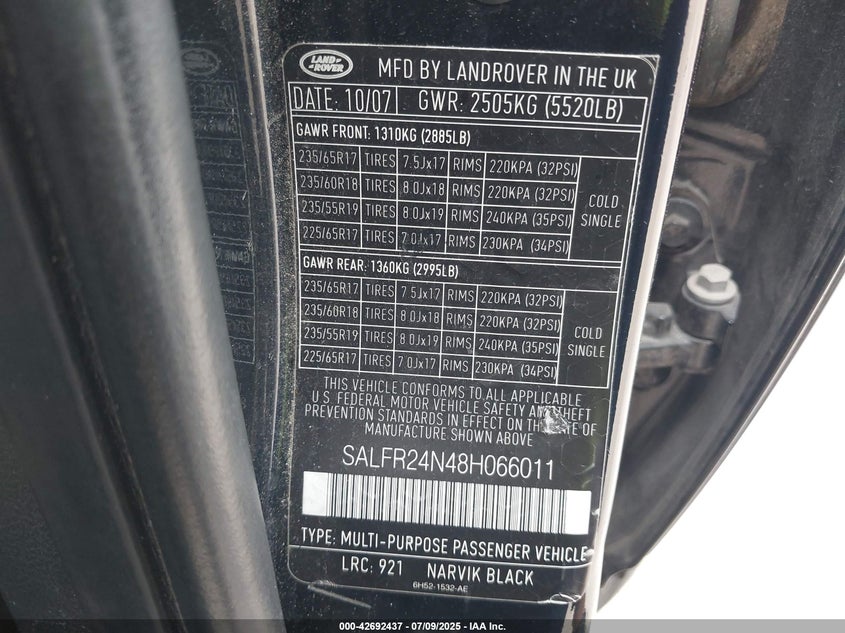 LAND ROVER
MFD BY LANDROVER IN THE UK
DATE: 10/07 GWR: 2505KG (5520LB)
GAWR FRONT: 1310KG (2885LB)
235/65R17 TIRES 7.5Jx17 RIMS 220KPA (32PSI)
235/60R18 TIRES 8.0Jx18 RIMS 220KPA (32PSI)
235/55R19 TIRES 8.0Jx19 RIMS 240KPA (35PSI)
225/65R17 TIRES 7.0Jx17 RIMS 230KPA (34PSI)
COLD
SINGLE
GAWR REAR: 1360KG (2995LB)
235/65R17 TIRES 7.5Jx17 RIMS 220KPA (32PSI)
235/60R18 TIRES 8.0Jx18 RIMS 220KPA (32PSI)
235/55R19 TIRES 8.0Jx19 RIMS 240KPA (35PSI)
225/65R17 TIRES 7.0Jx17 RIMS 230KPA (34PSI)
COLD
SINGLE
THIS VEHICLE CONFORMS TO ALL APPLICABLE
U.S. FEDERAL MOTOR VEHICLE SAFETY AND THEFT
PREVENTION STANDARDS IN EFFECT ON THE DATE OF
MANUFACTURE SHOWN ABOVE
SALFR24N48H066011
TYPE: MULTI-PURPOSE PASSENGER VEHICLE
LRC: 921 NARVIK BLACK
6H52-1532-AE
000-42692437 - 07/09/2025 - IAA Inc.